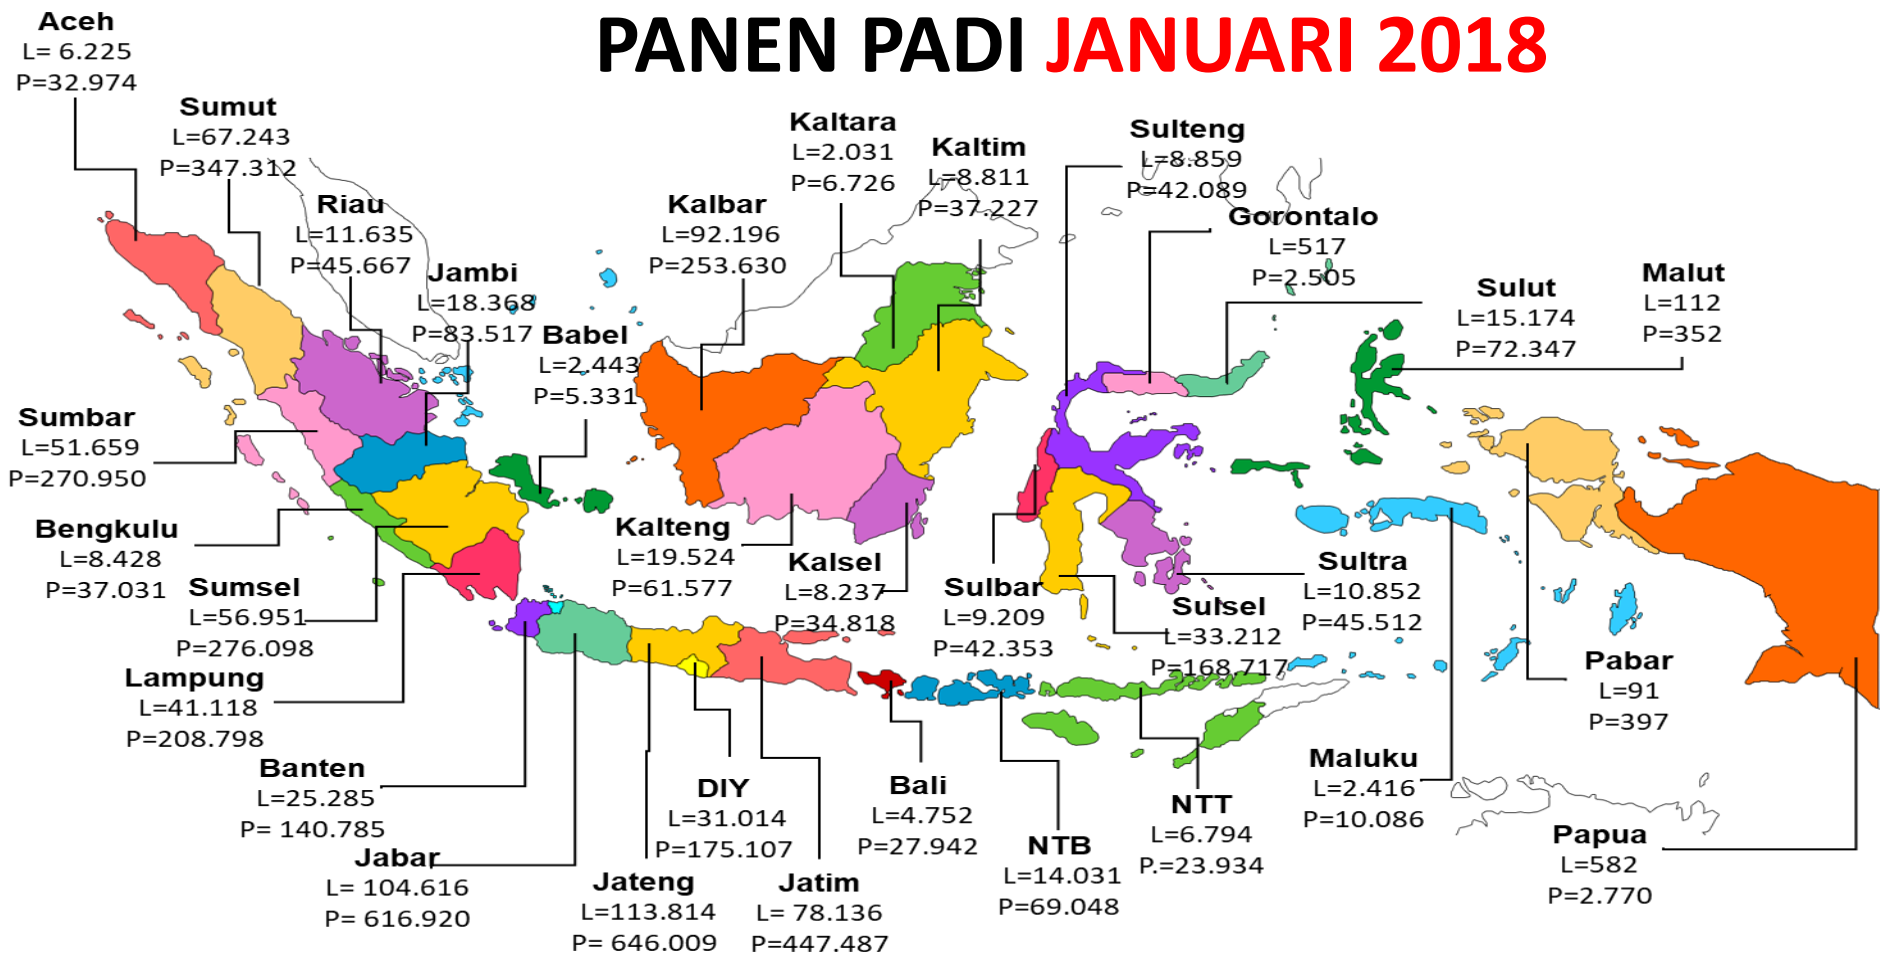 PANEN PADI JANUARI 2018
Aceh
L= 6.225
P=32.974
Sumut
L=67.243
P=347.312
Riau
L=11.635
P=45.667
Jambi
L=18.368
P=83.517
Babel
L=2.443
P=5.331
Kalbar
L=92.196
P=253.630
Kaltara
L=2.031
P=6.726
Kaltim
L=8.811
P=37.227
Sulteng
L=8.859
P=42.089
Gorontalo
L=517
P=2.505
Sulut
L=15.174
P=72.347
Malut
L=112
P=352
Sumbar
L=51.659
P=270.950
Bengkulu
L=8.428
P=37.031
Sumsel
L=56.951
P=276.098
Lampung
L=41.118
P=208.798
Banten
L=25.285
P= 140.785
Jabar
L= 104.616
P= 616.920
Kalteng
L=19.524
P=61.577
Kalsel
L=8.237
P=34.818
Sulbar
L=9.209
P=42.353
Sulsel
L=33.212
P=168.717
Sultra
L=10.852
P=45.512
Pabar
L=91
P=397
Jateng
L=113.814
P= 646.009
DIY
L=31.014
P=175.107
Jatim
L= 78.136
P=447.487
Bali
L=4.752
P=27.942
NTB
L=14.031
P=69.048
NTT
L=6.794
P.=23.934
Maluku
L=2.416
P=10.086
Papua
L=582
P=2.770